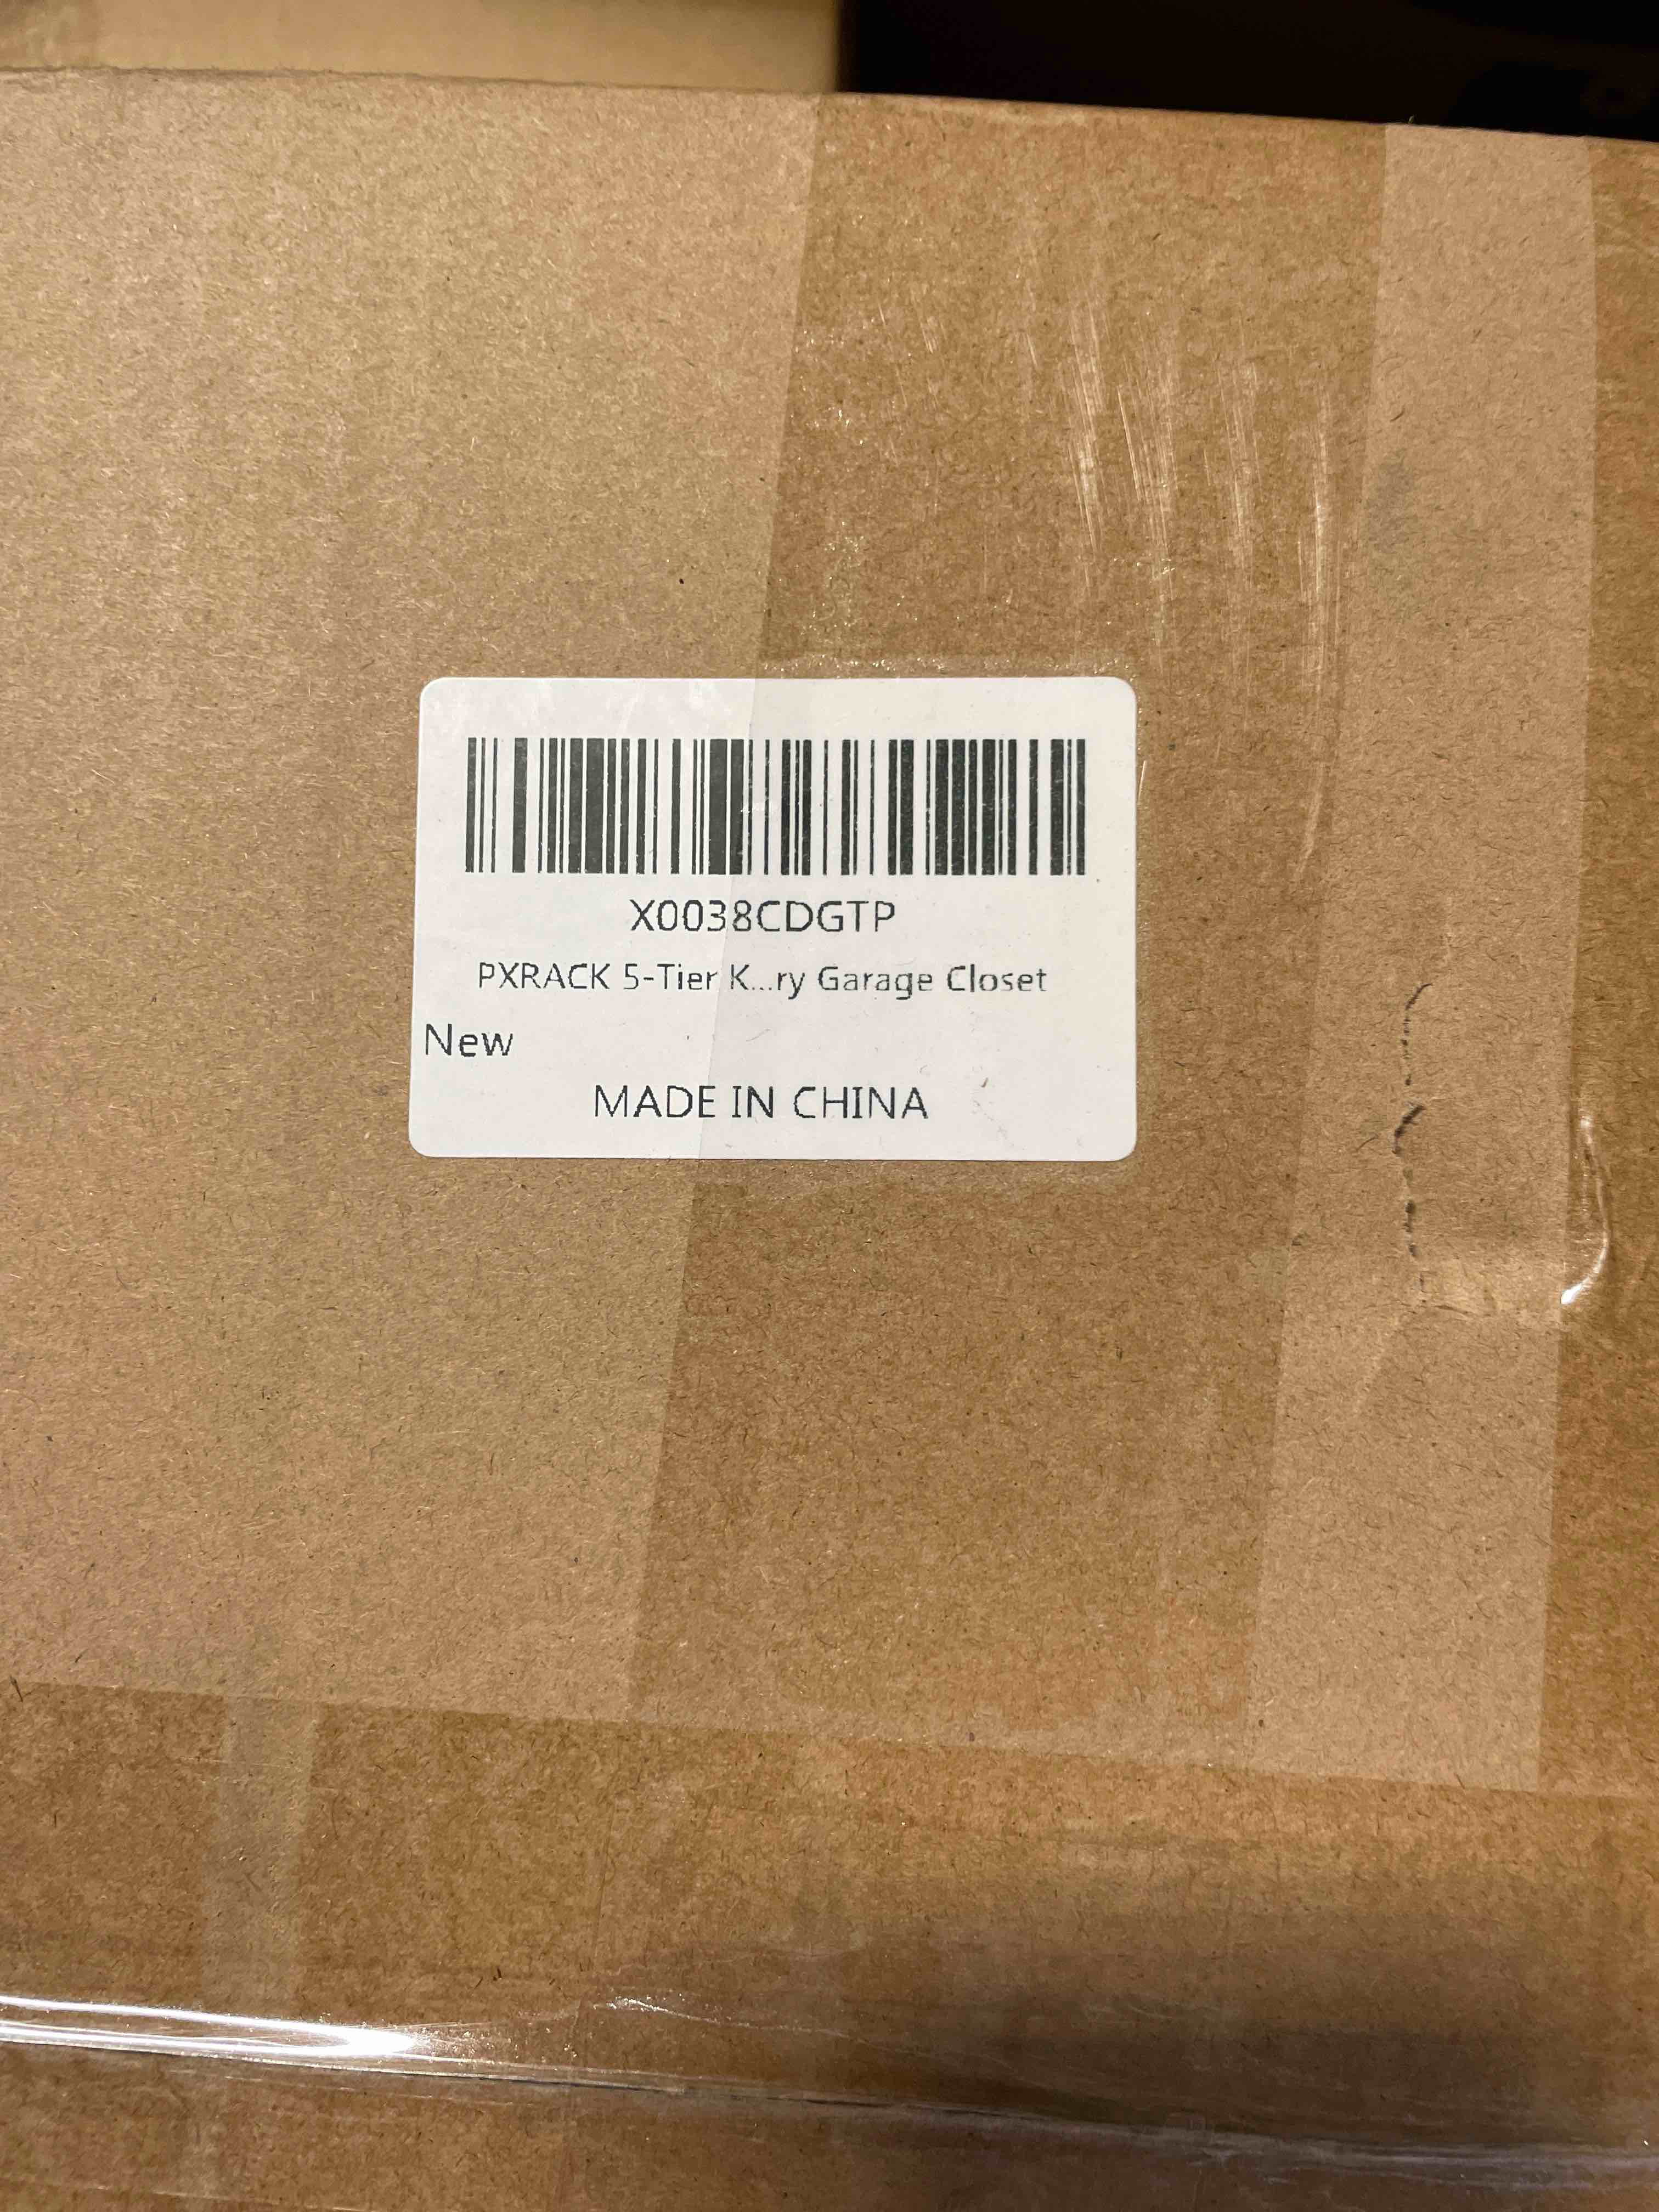 X0038CDGTP
PXRACK 5-Tier K...ry Garage Closet
New
MADE IN CHINA